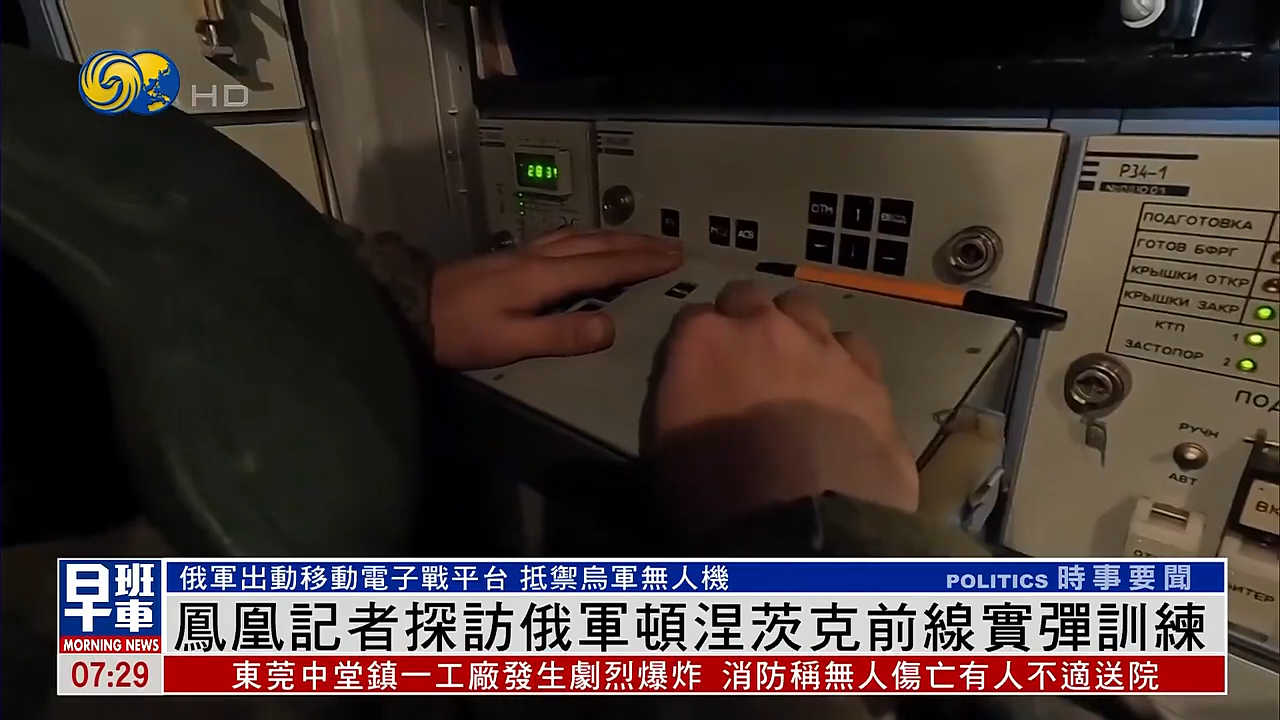 HD
2831
P34-1
ПОДГОТОВКА
ГОТОВ БФРГ
КРЫШКИ ОТКР
КРЫШКИ ЗАКР
КТП
1
ЗАСТОПОР
2
РУЧН
АВТ
АСБ
早班車
MORNING NEWS
07:29
俄軍出動移動電子戰平台 抵禦烏軍無人機
POLITICS 時事要聞
鳳凰記者探訪俄軍頓涅茨克前線實彈訓練
東莞中堂鎮一工廠發生劇烈爆炸 消防稱無人傷亡有人不適送院